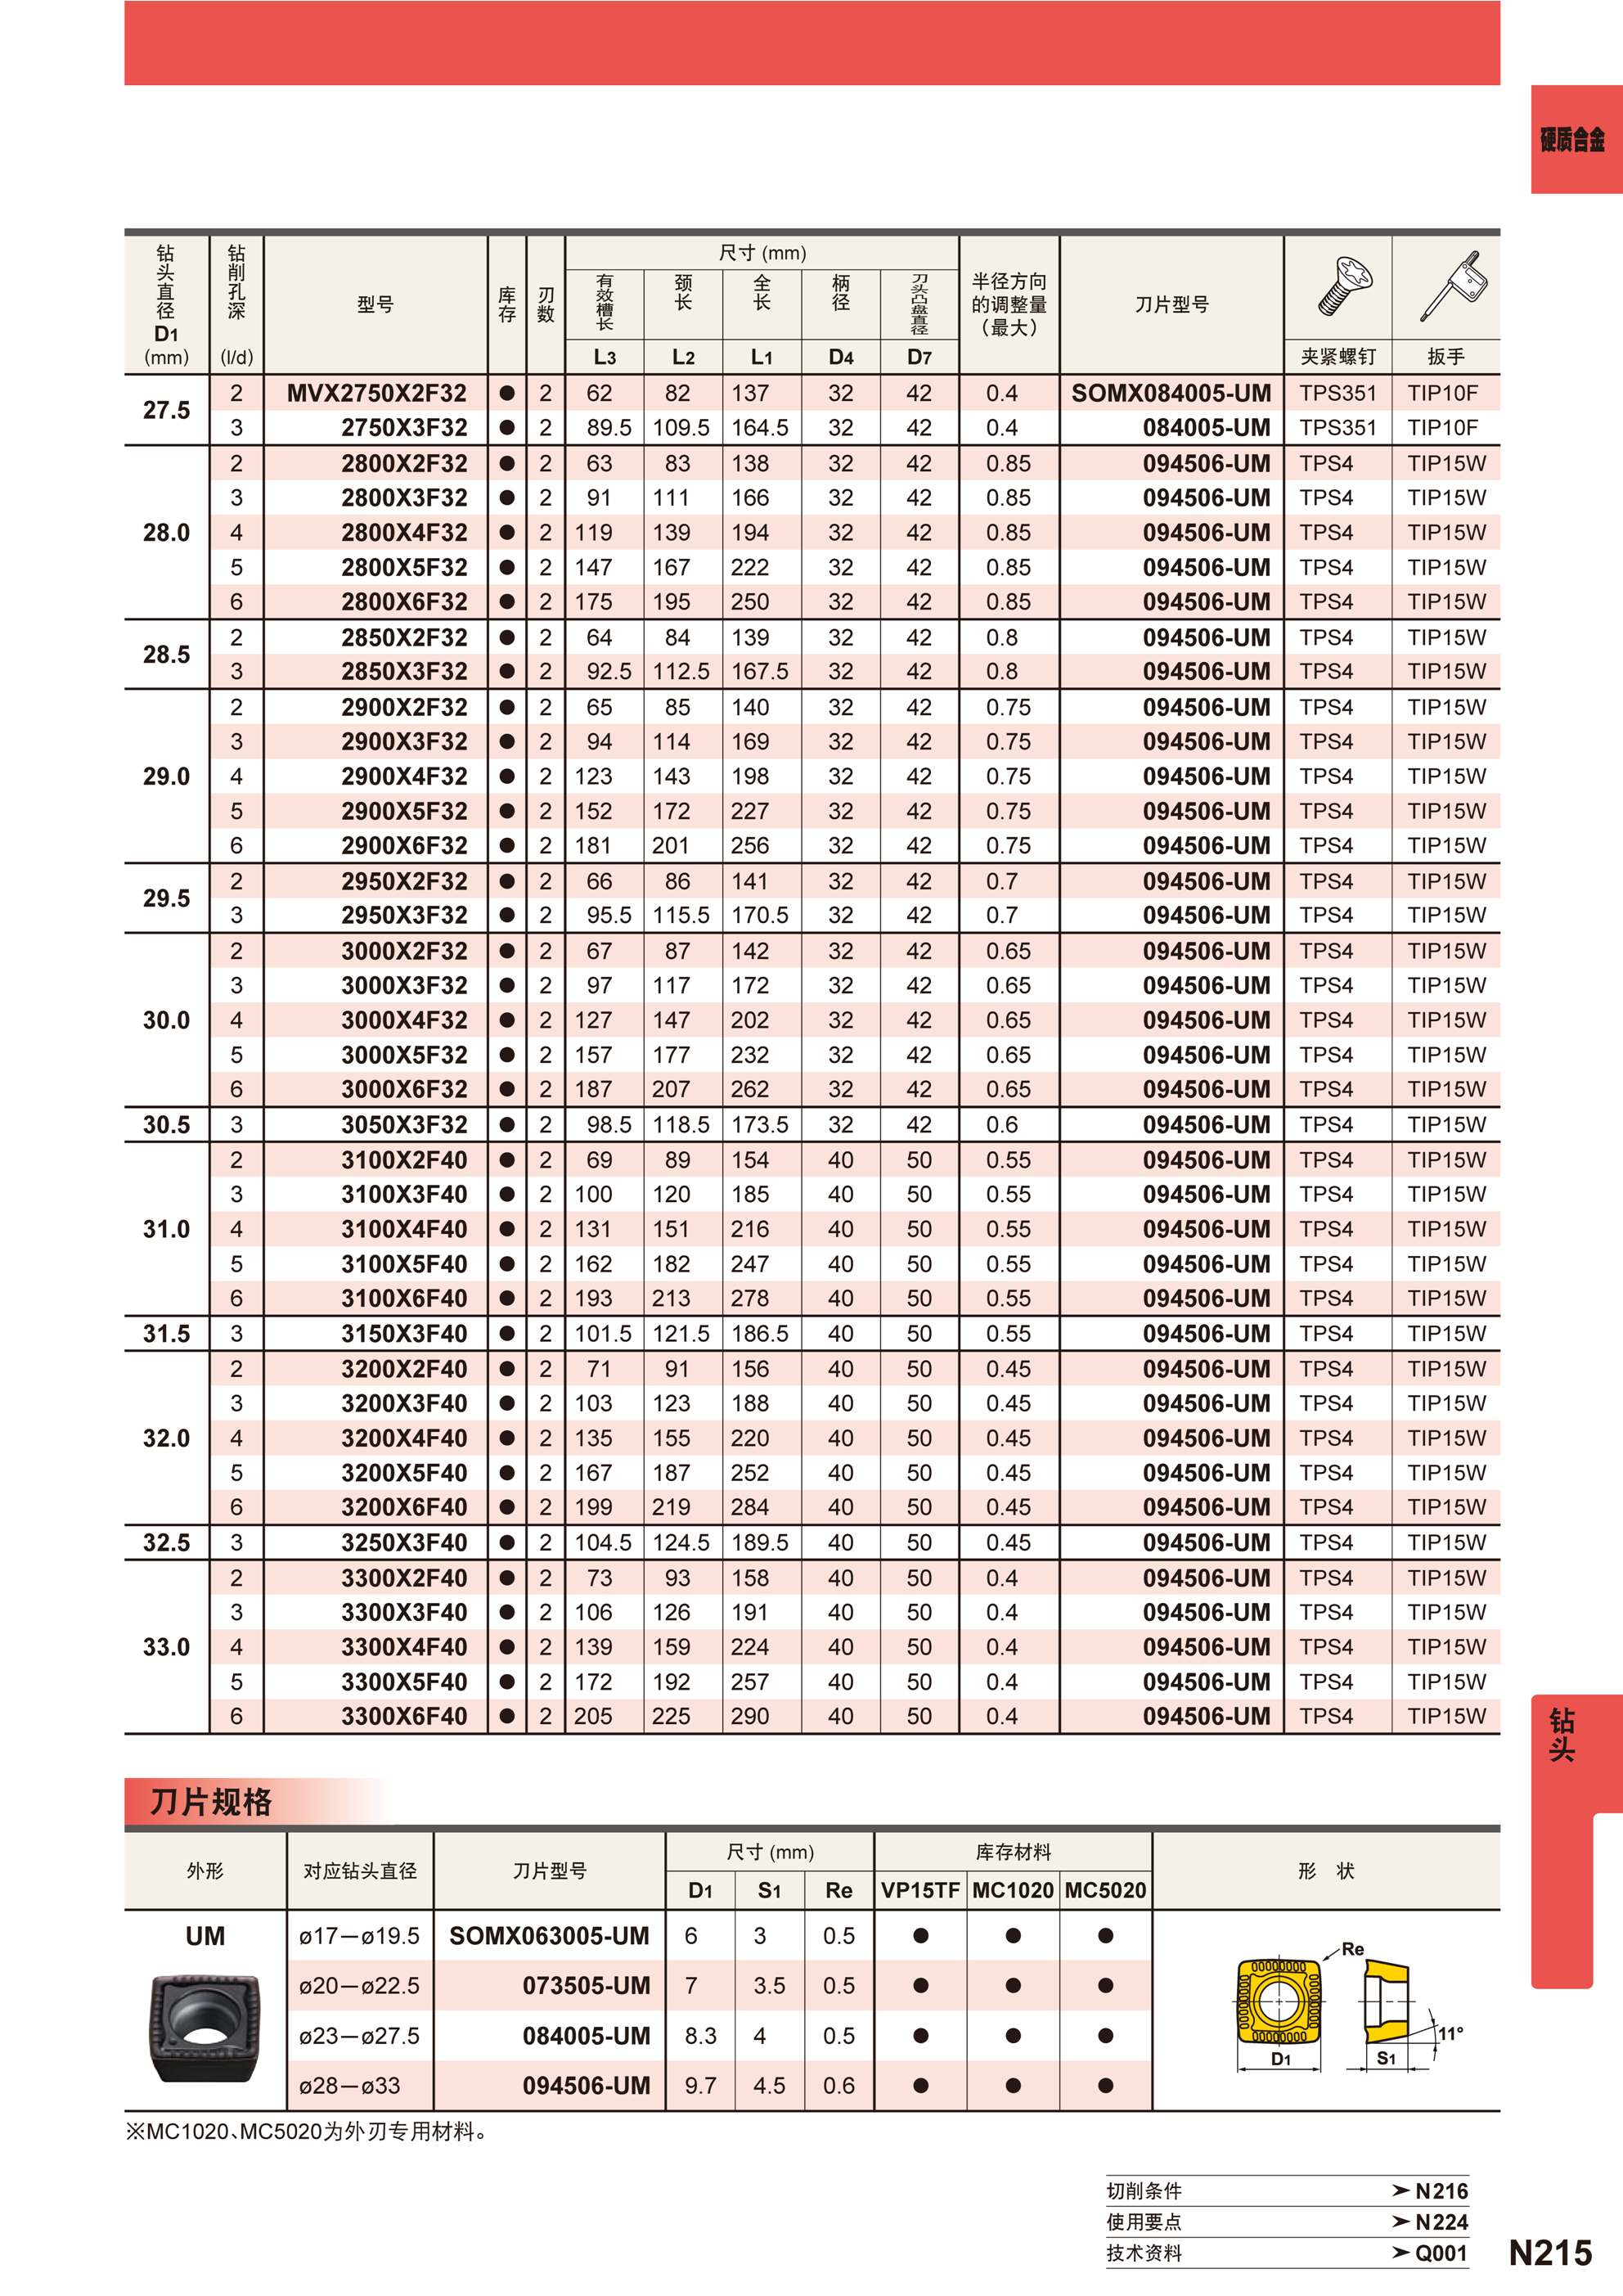 硬质合金
钻头直径 D1 (mm) 钻削孔深 (l/d) 型号 库存 刃数 尺寸 (mm) 半径方向的调整量（最大） 刀片型号
有效槽长 颈长 全长 柄径 刀头凸盘直径
L3 L2 L1 D4 D7 夹紧螺钉 扳手
27.5 2 MVX2750X2F32 ● 2 62 82 137 32 42 0.4 SOMX084005-UM TPS351 TIP10F
3 2750X3F32 ● 2 89.5 109.5 164.5 32 42 0.4 084005-UM TPS351 TIP10F
28.0 2 2800X2F32 ● 2 63 83 138 32 42 0.85 094506-UM TPS4 TIP15W
3 2800X3F32 ● 2 91 111 166 32 42 0.85 094506-UM TPS4 TIP15W
4 2800X4F32 ● 2 119 139 194 32 42 0.85 094506-UM TPS4 TIP15W
5 2800X5F32 ● 2 147 167 222 32 42 0.85 094506-UM TPS4 TIP15W
6 2800X6F32 ● 2 175 195 250 32 42 0.85 094506-UM TPS4 TIP15W
28.5 2 2850X2F32 ● 2 64 84 139 32 42 0.8 094506-UM TPS4 TIP15W
3 2850X3F32 ● 2 92.5 112.5 167.5 32 42 0.8 094506-UM TPS4 TIP15W
29.0 2 2900X2F32 ● 2 65 85 140 32 42 0.75 094506-UM TPS4 TIP15W
3 2900X3F32 ● 2 94 114 169 32 42 0.75 094506-UM TPS4 TIP15W
4 2900X4F32 ● 2 123 143 198 32 42 0.75 094506-UM TPS4 TIP15W
5 2900X5F32 ● 2 152 172 227 32 42 0.75 094506-UM TPS4 TIP15W
6 2900X6F32 ● 2 181 201 256 32 42 0.75 094506-UM TPS4 TIP15W
29.5 2 2950X2F32 ● 2 66 86 141 32 42 0.7 094506-UM TPS4 TIP15W
3 2950X3F32 ● 2 95.5 115.5 170.5 32 42 0.7 094506-UM TPS4 TIP15W
30.0 2 3000X2F32 ● 2 67 87 142 32 42 0.65 094506-UM TPS4 TIP15W
3 3000X3F32 ● 2 97 117 172 32 42 0.65 094506-UM TPS4 TIP15W
4 3000X4F32 ● 2 127 147 202 32 42 0.65 094506-UM TPS4 TIP15W
5 3000X5F32 ● 2 157 177 232 32 42 0.65 094506-UM TPS4 TIP15W
6 3000X6F32 ● 2 187 207 262 32 42 0.65 094506-UM TPS4 TIP15W
30.5 3 3050X3F32 ● 2 98.5 118.5 173.5 32 42 0.6 094506-UM TPS4 TIP15W
31.0 2 3100X2F40 ● 2 69 89 154 40 50 0.55 094506-UM TPS4 TIP15W
3 3100X3F40 ● 2 100 120 185 40 50 0.55 094506-UM TPS4 TIP15W
4 3100X4F40 ● 2 131 151 216 40 50 0.55 094506-UM TPS4 TIP15W
5 3100X5F40 ● 2 162 182 247 40 50 0.55 094506-UM TPS4 TIP15W
6 3100X6F40 ● 2 193 213 278 40 50 0.55 094506-UM TPS4 TIP15W
31.5 3 3150X3F40 ● 2 101.5 121.5 186.5 40 50 0.55 094506-UM TPS4 TIP15W
32.0 2 3200X2F40 ● 2 71 91 156 40 50 0.45 094506-UM TPS4 TIP15W
3 3200X3F40 ● 2 103 123 188 40 50 0.45 094506-UM TPS4 TIP15W
4 3200X4F40 ● 2 135 155 220 40 50 0.45 094506-UM TPS4 TIP15W
5 3200X5F40 ● 2 167 187 252 40 50 0.45 094506-UM TPS4 TIP15W
6 3200X6F40 ● 2 199 219 284 40 50 0.45 094506-UM TPS4 TIP15W
32.5 3 3250X3F40 ● 2 104.5 124.5 189.5 40 50 0.45 094506-UM TPS4 TIP15W
33.0 2 3300X2F40 ● 2 73 93 158 40 50 0.4 094506-UM TPS4 TIP15W
3 3300X3F40 ● 2 106 126 191 40 50 0.4 094506-UM TPS4 TIP15W
4 3300X4F40 ● 2 139 159 224 40 50 0.4 094506-UM TPS4 TIP15W
5 3300X5F40 ● 2 172 192 257 40 50 0.4 094506-UM TPS4 TIP15W
6 3300X6F40 ● 2 205 225 290 40 50 0.4 094506-UM TPS4 TIP15W
钻头
刀片规格
外形 对应钻头直径 刀片型号 尺寸 (mm) 库存材料 形 状
D1 S1 Re VP15TF MC1020 MC5020
UM ø17－ø19.5 SOMX063005-UM 6 3 0.5 ● ● ●
ø20－ø22.5 073505-UM 7 3.5 0.5 ● ● ●
ø23－ø27.5 084005-UM 8.3 4 0.5 ● ● ●
ø28－ø33 094506-UM 9.7 4.5 0.6 ● ● ●
Re
11°
D1 S1
※MC1020、MC5020为外刃专用材料。
切削条件 ➤ N216
使用要点 ➤ N224
技术资料 ➤ Q001
N215